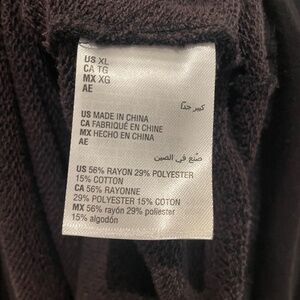 US XL
CA TG
MX XG
AE
كبير جدًا
US MADE IN CHINA
CA FABRIQUÉ EN CHINE
MX HECHO EN CHINA
AE
صُنع في الصين
US 56% RAYON 29% POLYESTER
15% COTTON
CA 56% RAYONNE
29% POLYESTER 15% COTON
MX 56% rayón 29% poliester
15% algodón